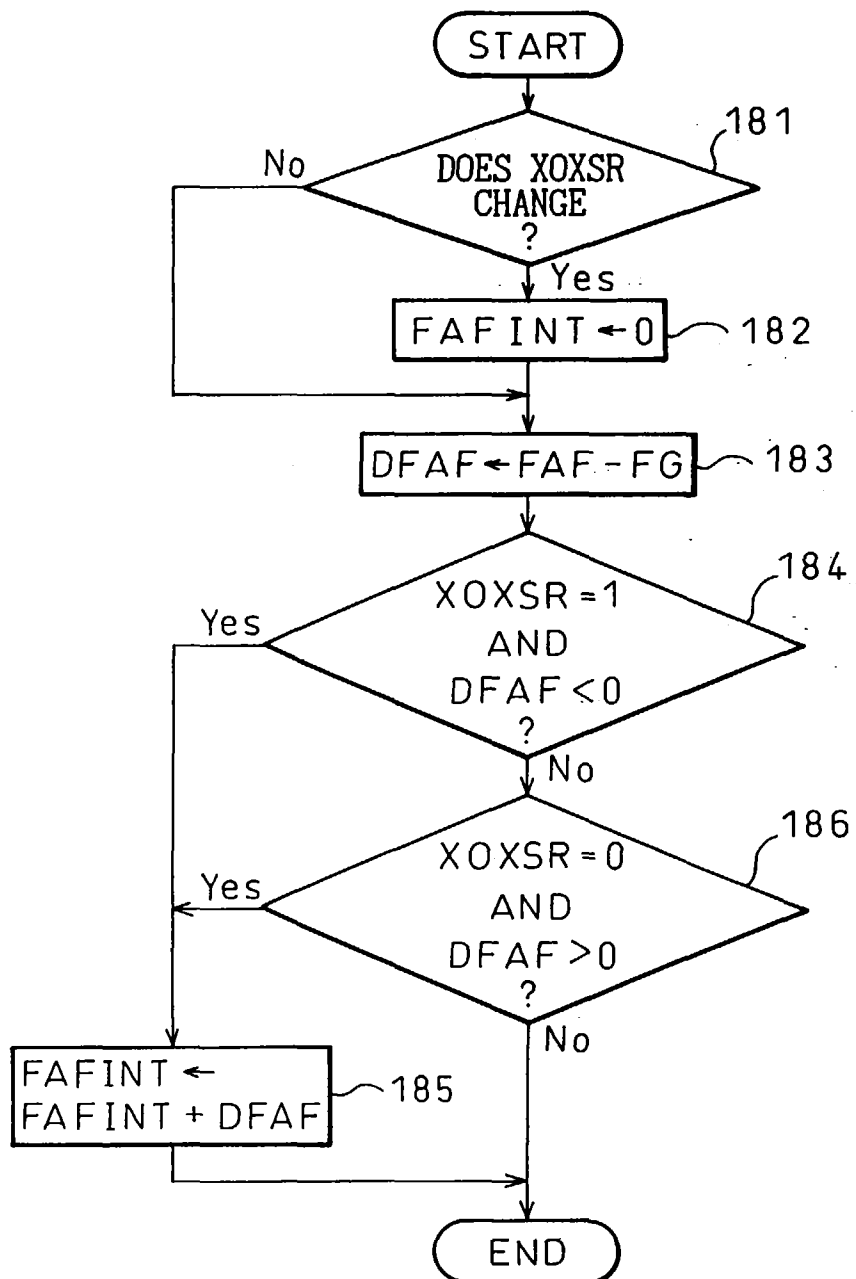 START
181
No
DOES XOXSR
CHANGE
?
Yes
FAFINT ← 0
182
DFAF ← FAF - FG
183
184
XOXSR = 1
Yes
AND
DFAF < 0
?
No
186
XOXSR = 0
Yes
AND
DFAF > 0
?
No
FAFINT ←
FAFINT + DFAF
185
END